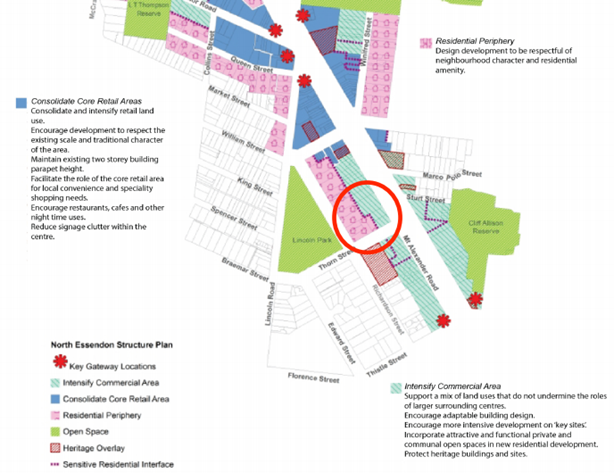 L T Thompson
Reserve
Collins Street
Queen Street
Market Street
William Street
King Street
Spencer Street
Braemar Street
Lincoln Road
Lincoln Park
Thorn Street
Edward Street
Richardson Street
Thistle Street
Florence Street
Mt Alexander Road
Winifred Street
Marco Polo Street
Sturt Street
Cliff Allison
Reserve
Residential Periphery
Design development to be respectful of
neighbourhood character and residential
amenity.
Consolidate Core Retail Areas
Consolidate and intensify retail land
use.
Encourage development to respect the
existing scale and traditional character
of the area.
Maintain existing two storey building
parapet height.
Facilitate the role of the core retail area
for local convenience and speciality
shopping needs.
Encourage restaurants, cafes and other
night time uses.
Reduce signage clutter within the
centre.
North Essendon Structure Plan
Key Gateway Locations
Intensify Commercial Area
Consolidate Core Retail Area
Residential Periphery
Open Space
Heritage Overlay
Sensitive Residential Interface
Intensify Commercial Area
Support a mix of land uses that do not undermine the roles
of larger surrounding centres.
Encourage adaptable building design.
Encourage more intensive development on 'key sites'.
Incorporate attractive and functional private and
communal open spaces in new residential development.
Protect heritage buildings and sites.